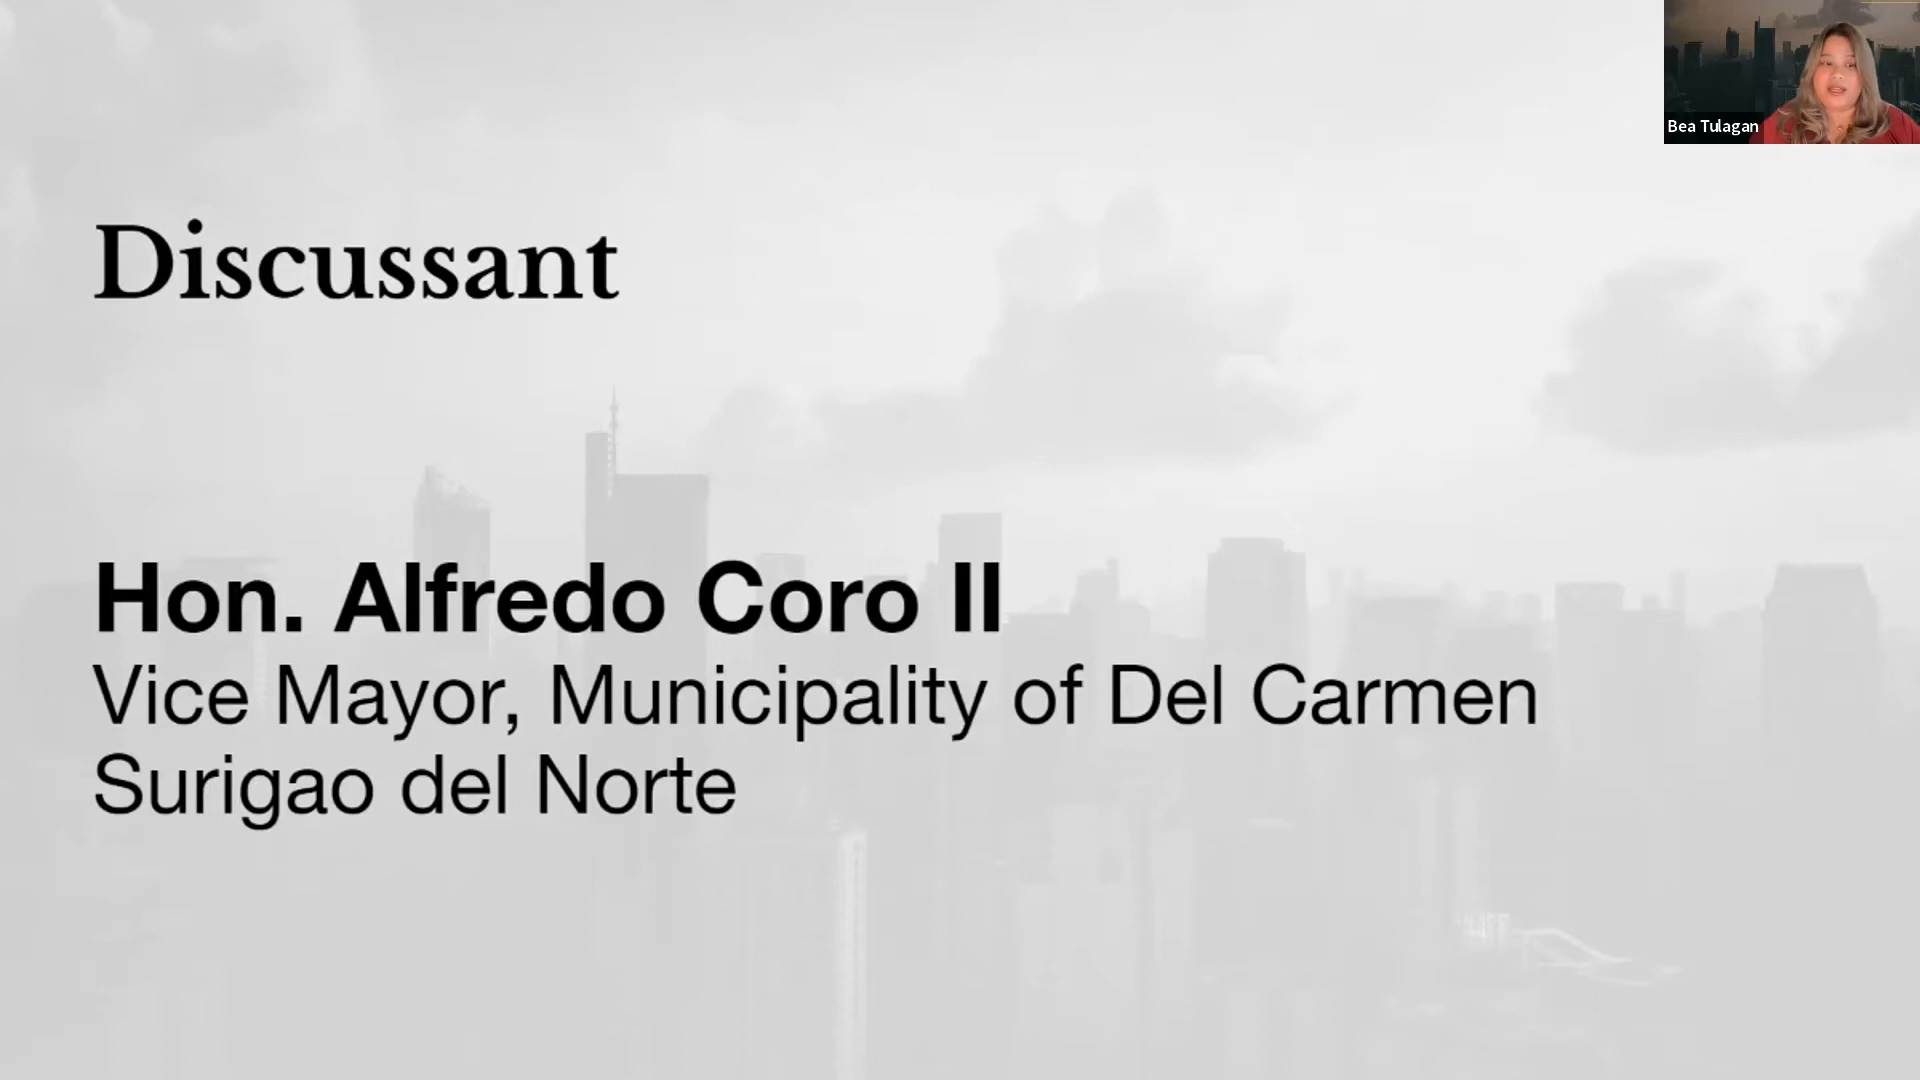 Bea Tulagan
Discussant
Hon. Alfredo Coro II
Vice Mayor, Municipality of Del Carmen
Surigao del Norte